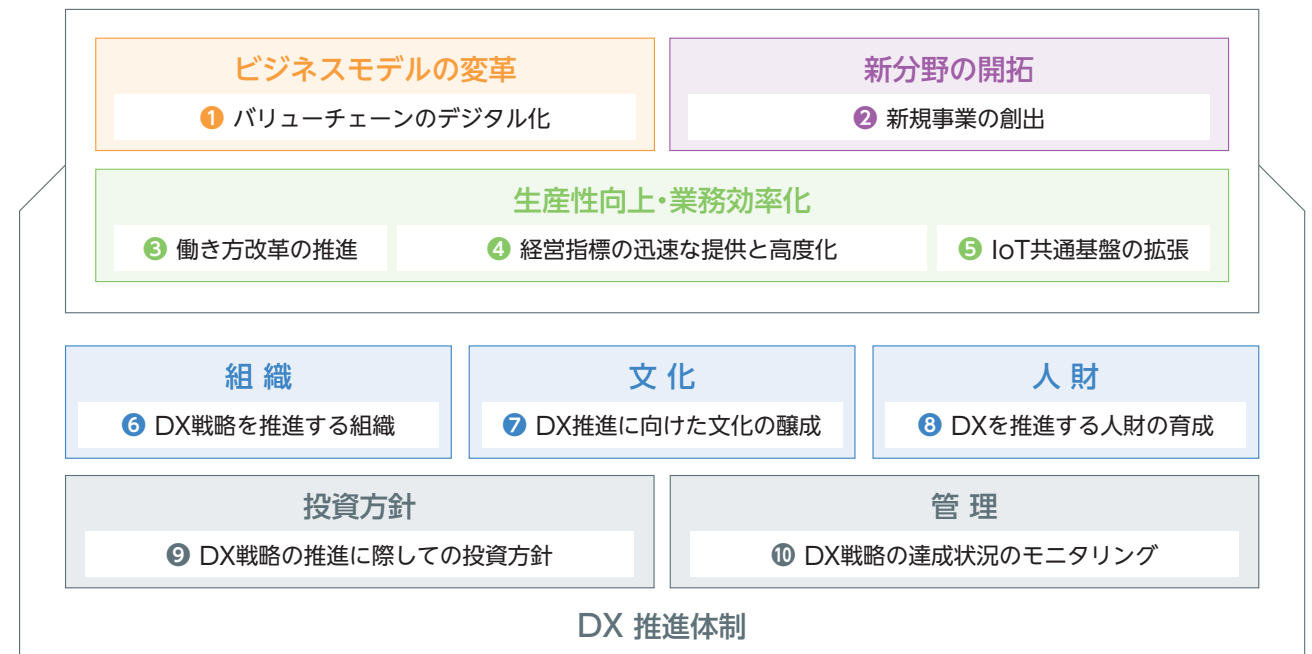 ビジネスモデルの変革
❶ バリューチェーンのデジタル化
新分野の開拓
❷ 新規事業の創出
生産性向上・業務効率化
❸ 働き方改革の推進
❹ 経営指標の迅速な提供と高度化
❺ IoT共通基盤の拡張
組 織
❻ DX戦略を推進する組織
文 化
❼ DX推進に向けた文化の醸成
人 財
❽ DXを推進する人財の育成
投資方針
❾ DX戦略の推進に際しての投資方針
管 理
❿ DX戦略の達成状況のモニタリング
DX 推進体制